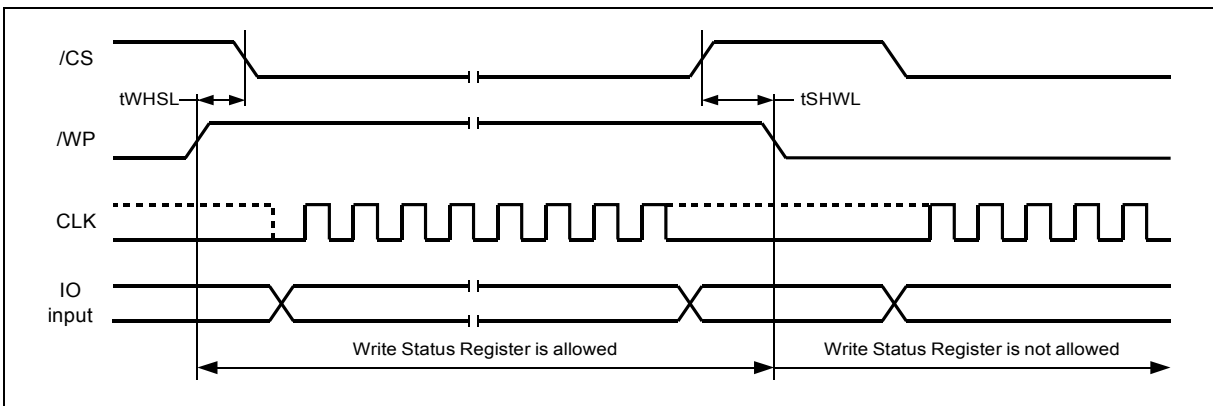 /CS
tWHSL
tSHWL
/WP
CLK
IO
input
Write Status Register is allowed
Write Status Register is not allowed